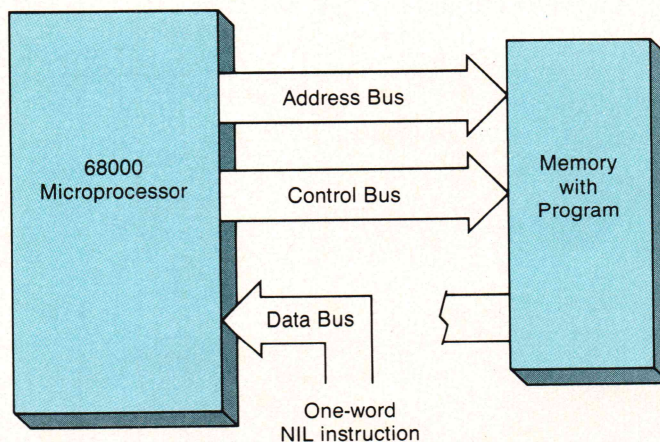 68000
Microprocessor
Address Bus
Control Bus
Data Bus
Memory
with
Program
One-word
NIL instruction